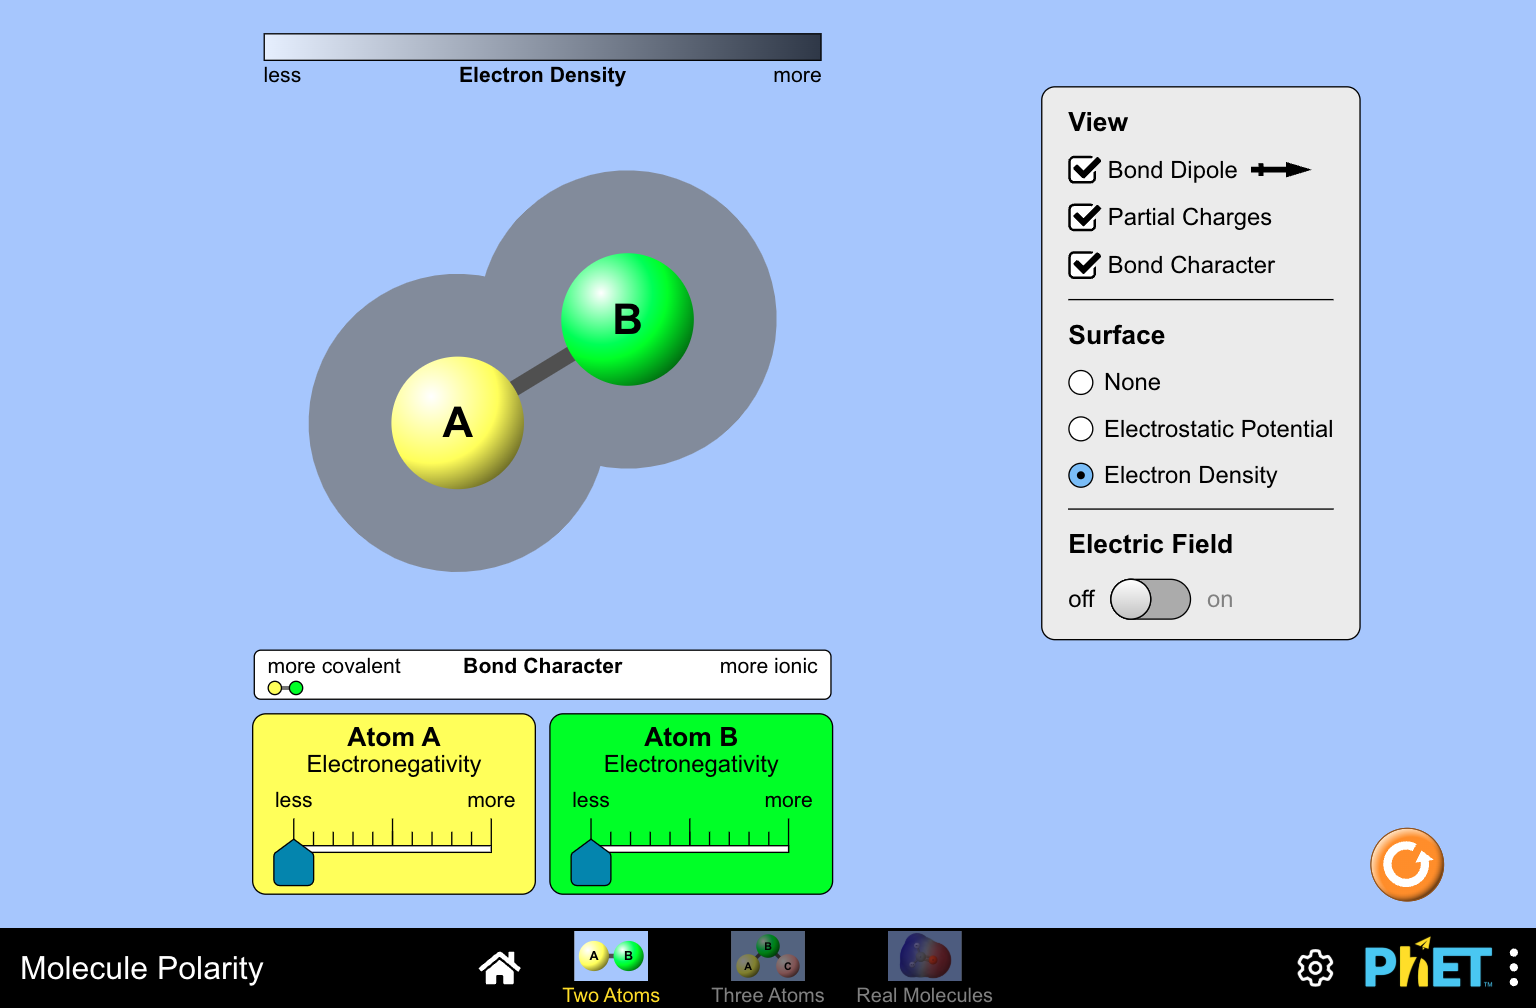 less Electron Density more
View
Bond Dipole
Partial Charges
Bond Character
B
A
Surface
None
Electrostatic Potential
Electron Density
Electric Field
off on
more covalent Bond Character more ionic
Atom A
Electronegativity
less more
Atom B
Electronegativity
less more
Molecule Polarity
A B
Two Atoms
B
A C
Three Atoms
Real Molecules
PhET™